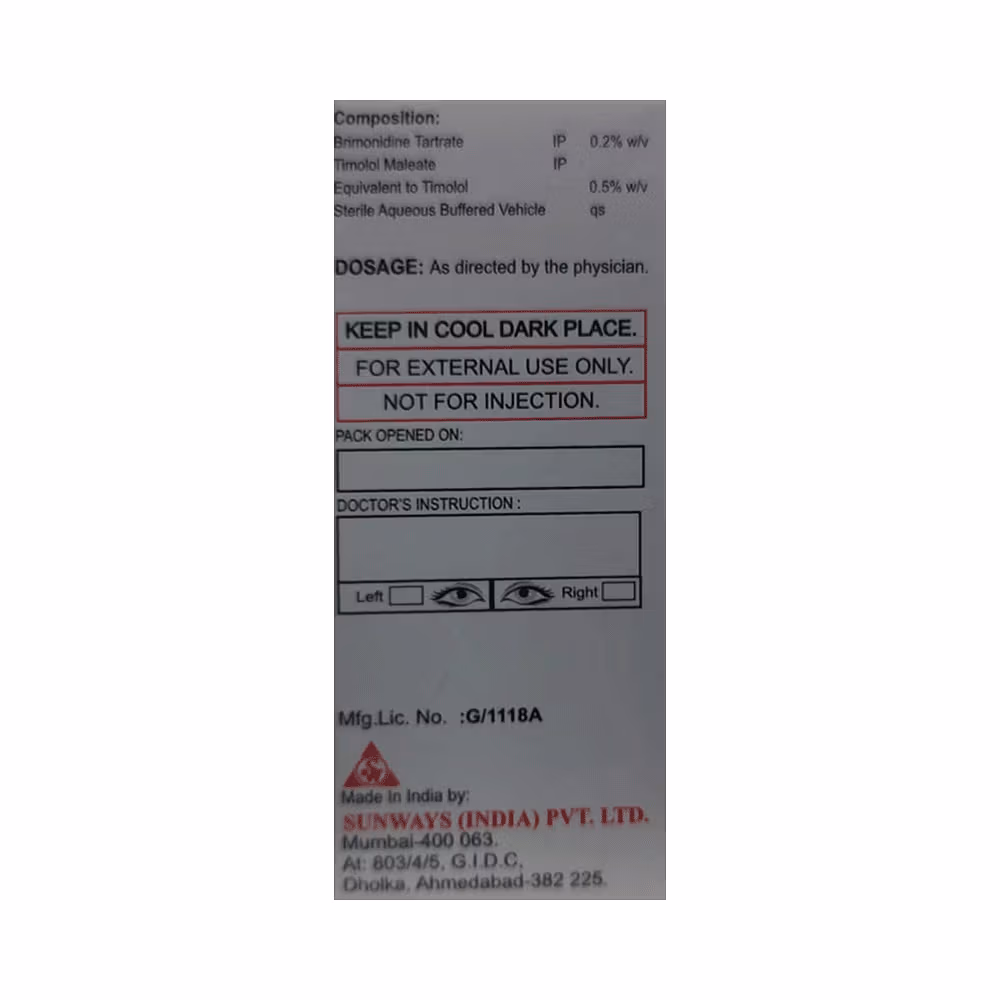 Composition:
Brimonidine Tartrate IP 0.2% w/v
Timolol Maleate IP
Equivalent to Timolol 0.5% w/v
Sterile Aqueous Buffered Vehicle qs
DOSAGE: As directed by the physician.
KEEP IN COOL DARK PLACE.
FOR EXTERNAL USE ONLY.
NOT FOR INJECTION.
PACK OPENED ON:
DOCTOR'S INSTRUCTION :
Left Right
Mfg.Lic. No. :G/1118A
Made In India by:
SUNWAYS (INDIA) PVT. LTD.
Mumbai-400 063.
At: 803/4/5, G.I.D.C,
Dholka, Ahmedabad-382 225.